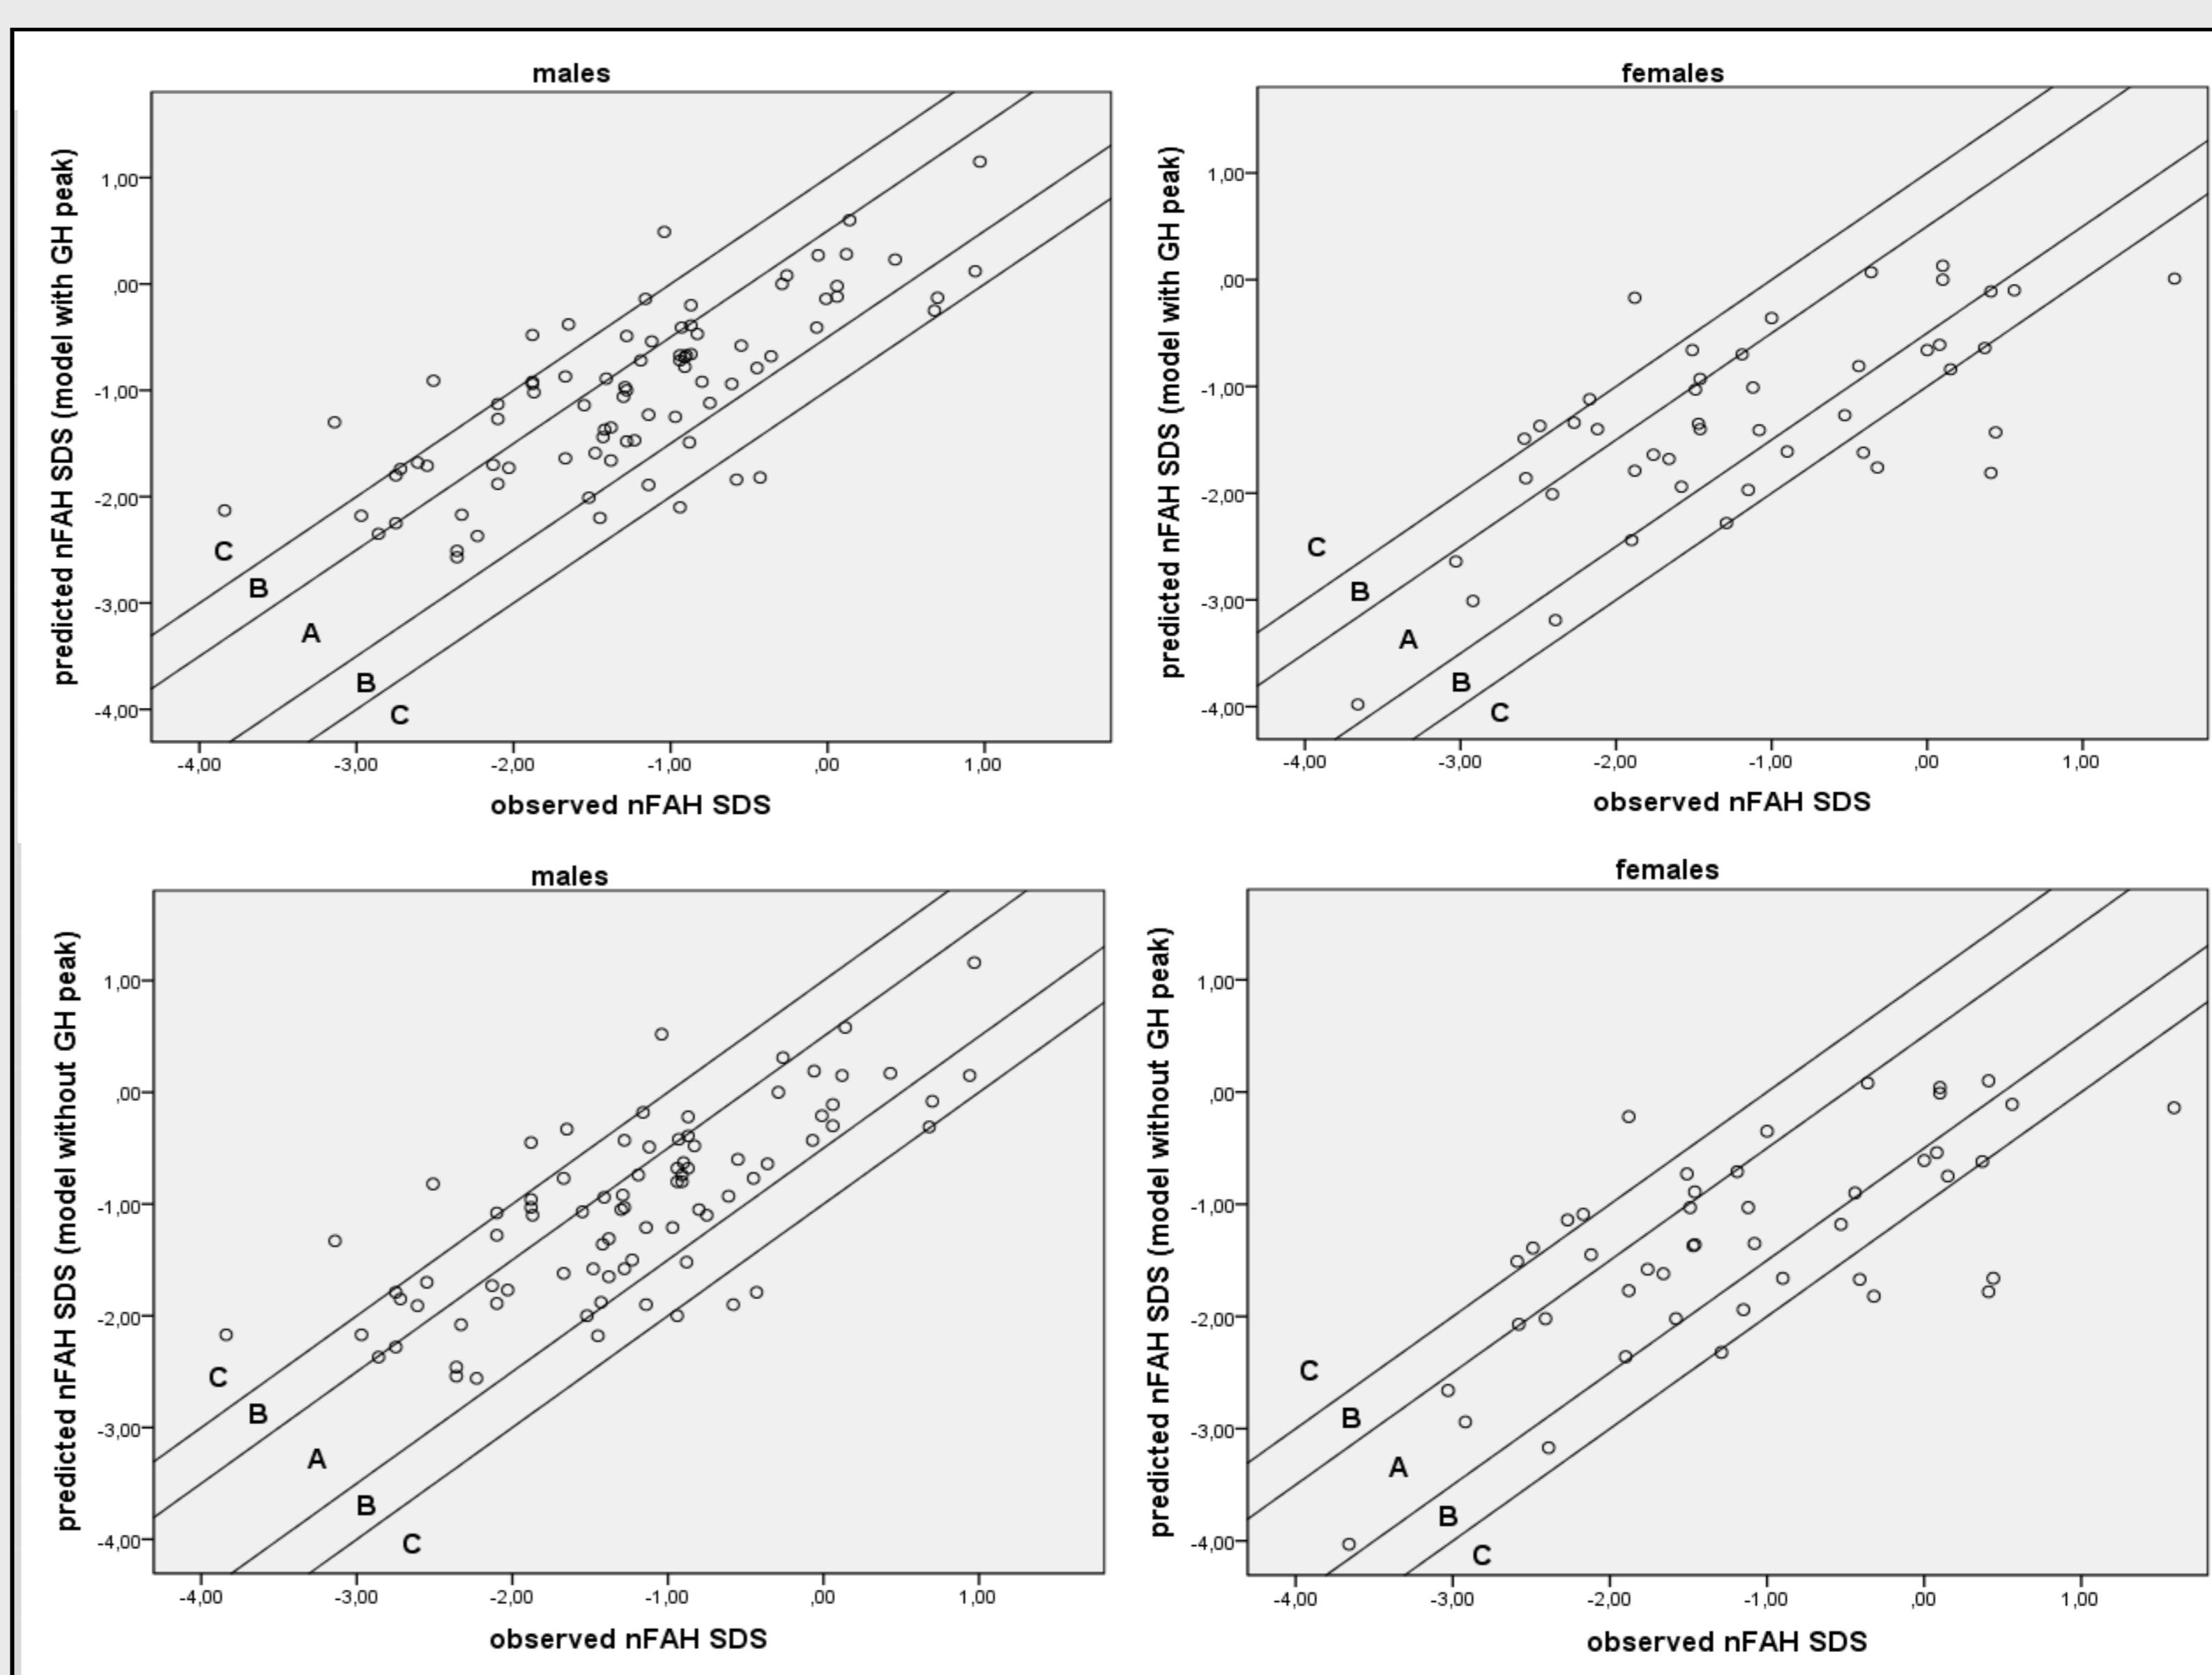 males
predicted nFAH SDS (model with GH peak)
1,00
,00
-1,00
-2,00
-3,00
-4,00
C
B
A
B
C
-4,00 -3,00 -2,00 -1,00 ,00 1,00
observed nFAH SDS
females
predicted nFAH SDS (model with GH peak)
1,00
,00
-1,00
-2,00
-3,00
-4,00
C
B
A
B
C
-4,00 -3,00 -2,00 -1,00 ,00 1,00
observed nFAH SDS
males
predicted nFAH SDS (model without GH peak)
1,00
,00
-1,00
-2,00
-3,00
-4,00
C
B
A
B
C
-4,00 -3,00 -2,00 -1,00 ,00 1,00
observed nFAH SDS
females
predicted nFAH SDS (model without GH peak)
1,00
,00
-1,00
-2,00
-3,00
-4,00
C
B
A
B
C
-4,00 -3,00 -2,00 -1,00 ,00 1,00
observed nFAH SDS